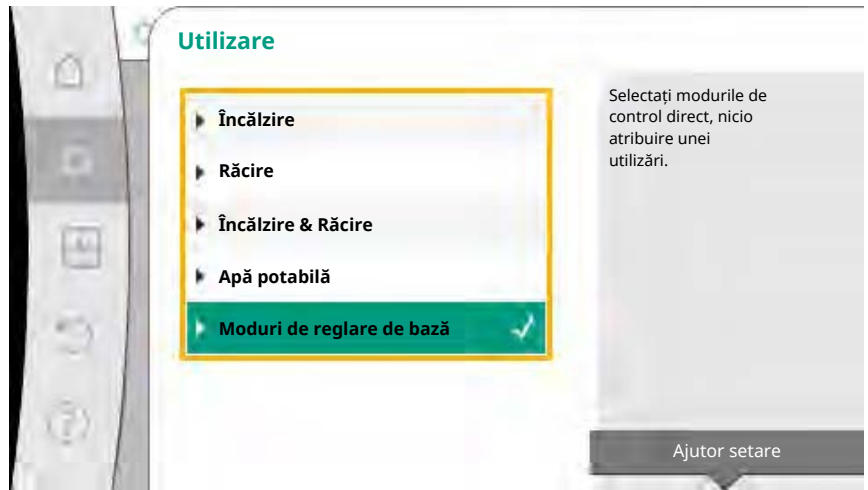 Utilizare
Încălzire
Răcire
Încălzire & Răcire
Apă potabilă
Moduri de reglare de bază
Selectați modurile de
control direct, nicio
atribuire unei
utilizări.
Ajutor setare